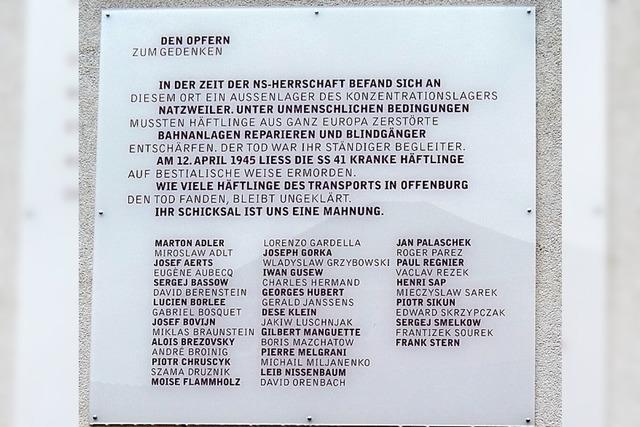 DEN OPFERN
ZUM GEDENKEN
IN DER ZEIT DER NS-HERRSCHAFT BEFAND SICH AN
DIESEM ORT EIN AUSSENLAGER DES KONZENTRATIONSLAGERS
NATZWEILER. UNTER UNMENSCHLICHEN BEDINGUNGEN
MUSSTEN HÄFTLINGE AUS GANZ EUROPA ZERSTÖRTE
BAHNANLAGEN REPARIEREN UND BLINDGÄNGER
ENTSCHÄRFEN. DER TOD WAR IHR STÄNDIGER BEGLEITER.
AM 12. APRIL 1945 LIESS DIE SS 41 KRANKE HÄFTLINGE
AUF BESTIALISCHE WEISE ERMORDEN.
WIE VIELE HÄFTLINGE DES TRANSPORTS IN OFFENBURG
DEN TOD FANDEN, BLEIBT UNGEKLÄRT.
IHR SCHICKSAL IST UNS EINE MAHNUNG.
MARTON ADLER
MIROSLAW ADLT
JOSEF AERTS
EUGÈNE AUBECQ
SERGEJ BASSOW
DAVID BERENSTEIN
LUCIEN BORLEE
GABRIEL BOSQUET
JOSEF BOVIJN
MIKLAS BRAUNSTEIN
ALOIS BREZOVSKY
ANDRÉ BROINIG
PIOTR CHRUSCYK
SZAMA DRUZNIK
MOISE FLAMMHOLZ
LORENZO GARDELLA
JOSEPH GORKA
WLADYSLAW GRZYBOWSKI
IWAN GUSEW
CHARLES HERMAND
GEORGES HUBERT
GERALD JANSSENS
DESE KLEIN
JAKIW LUSCHNJAK
GILBERT MANGUETTE
BORIS MAZCHATOW
PIERRE MELGRANI
MICHAIL MILJANENKO
LEIB NISSENBAUM
DAVID ORENBACH
JAN PALASCHEK
ROGER PAREZ
PAUL REGNIER
VACLAV REZEK
HENRI SAP
MIECZYSLAW SAREK
PIOTR SIKUN
EDWARD SKRZYPCZAK
SERGEJ SMELKOW
FRANTIZEK SOUREK
FRANK STERN